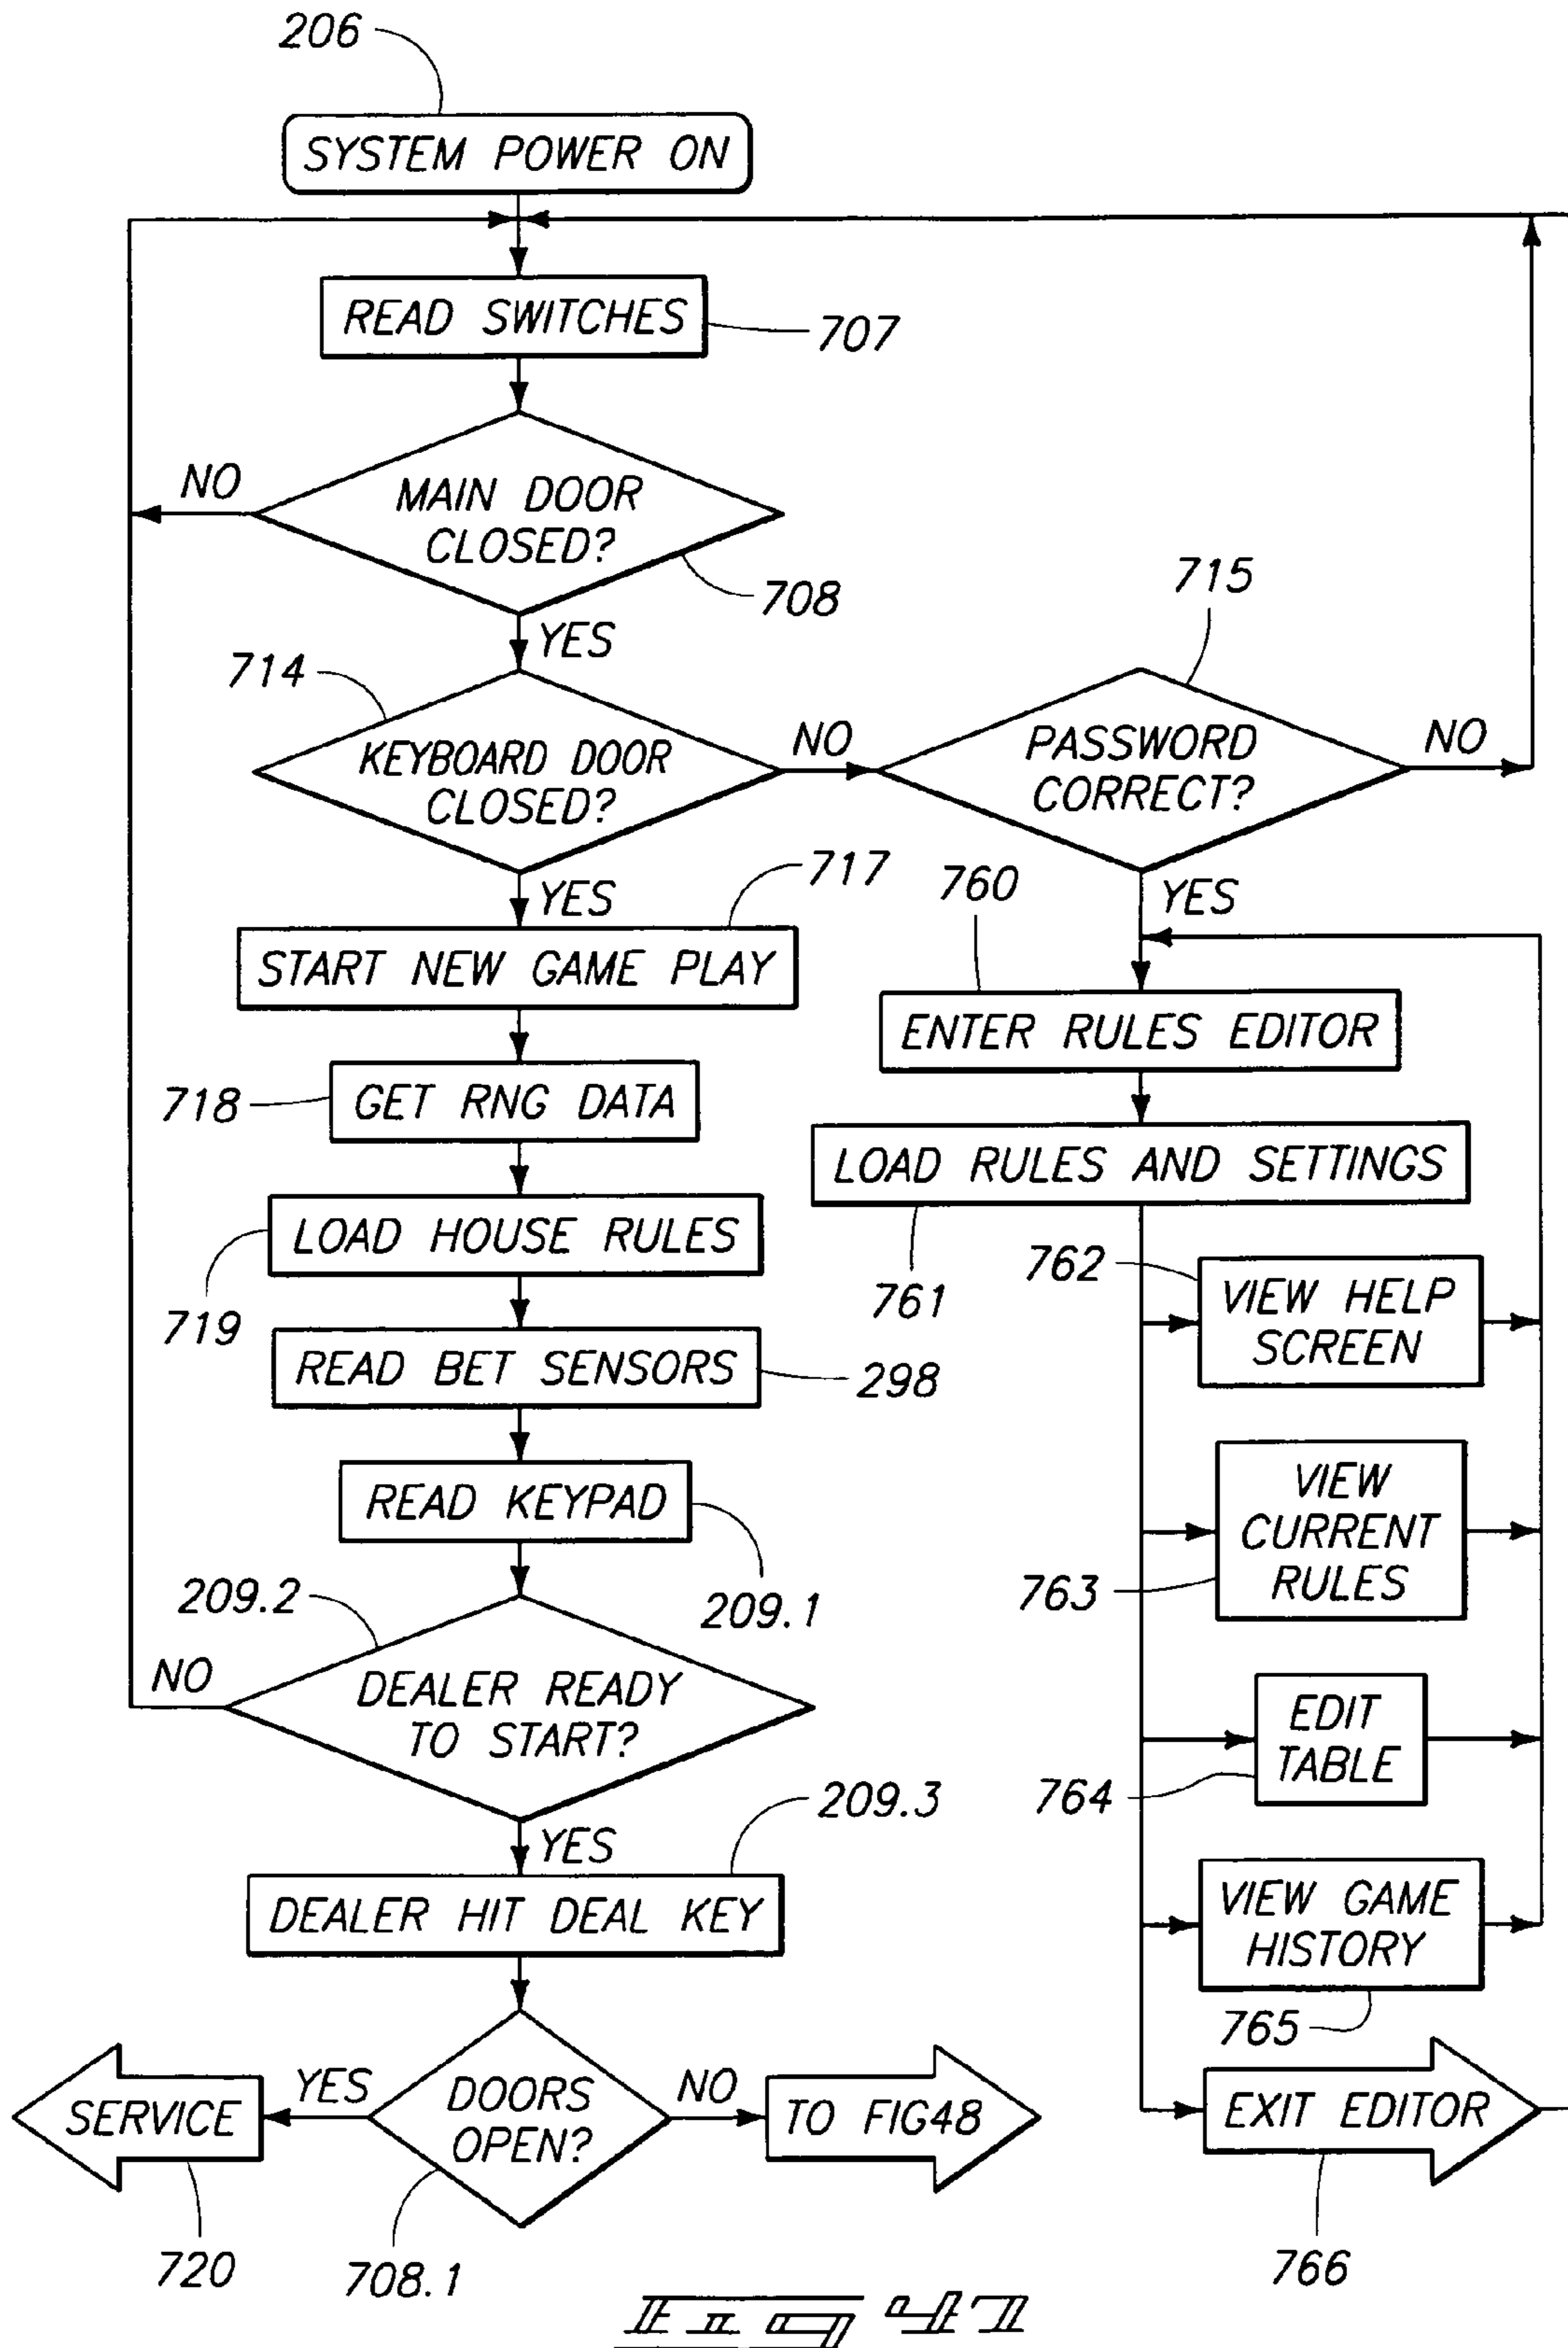 206
SYSTEM POWER ON
READ SWITCHES
707
NO
MAIN DOOR
CLOSED?
708
YES
714
KEYBOARD DOOR
CLOSED?
NO
715
PASSWORD
CORRECT?
NO
YES
717
START NEW GAME PLAY
760
YES
ENTER RULES EDITOR
718
GET RNG DATA
LOAD RULES AND SETTINGS
761
719
LOAD HOUSE RULES
762
VIEW HELP
SCREEN
READ BET SENSORS
298
READ KEYPAD
209.1
763
VIEW
CURRENT
RULES
209.2
NO
DEALER READY
TO START?
764
EDIT
TABLE
YES
209.3
DEALER HIT DEAL KEY
VIEW GAME
HISTORY
765
SERVICE
720
YES
DOORS
OPEN?
708.1
NO
TO FIG48
EXIT EDITOR
766
Fig 47